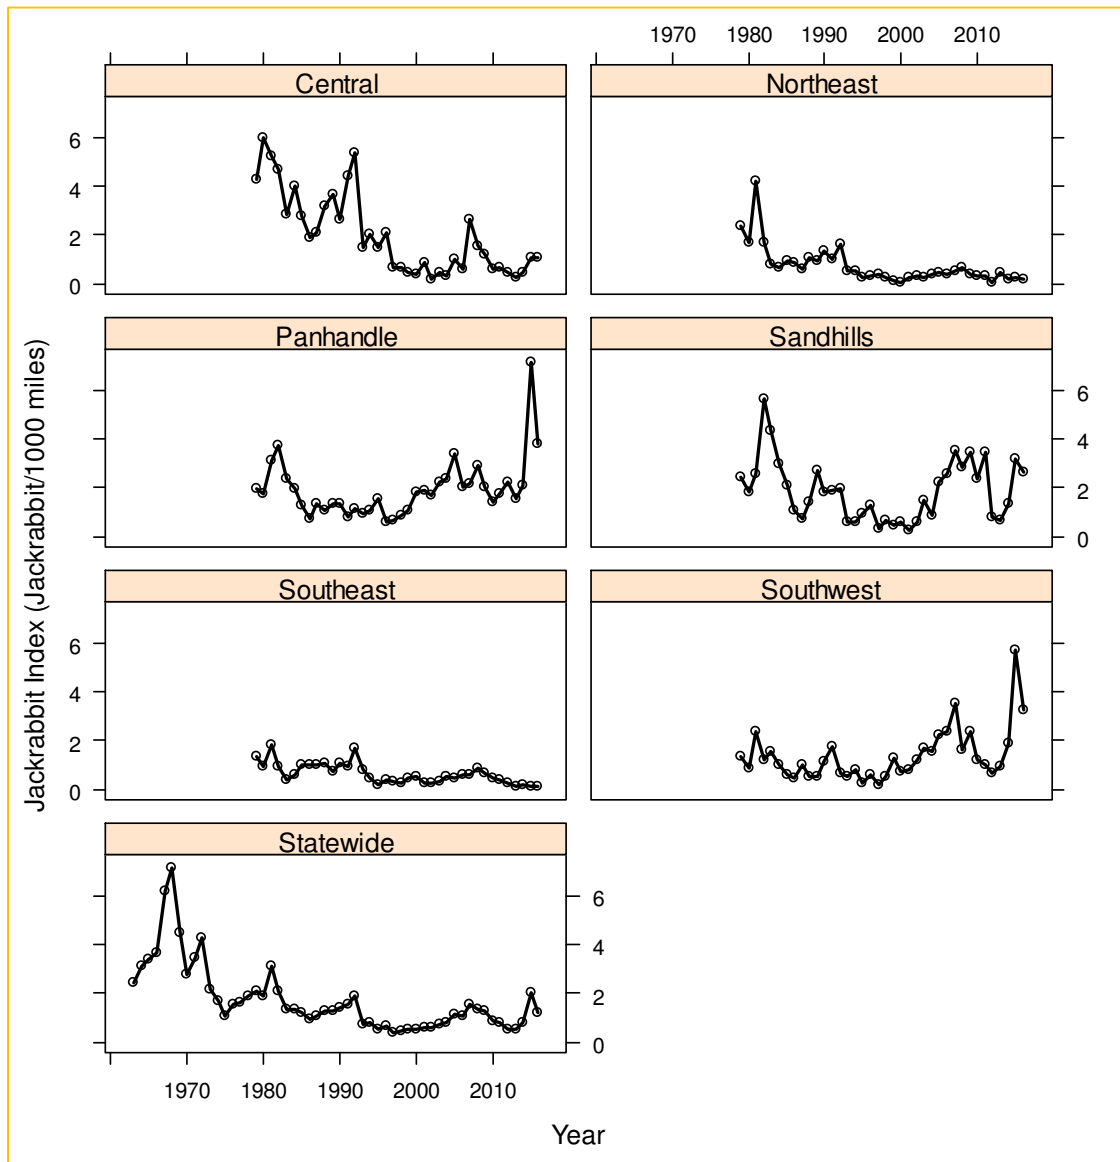 1970 1980 1990 2000 2010
Central
Northeast
6
4
2
0
Panhandle
Sandhills
6
4
2
0
Southeast
Southwest
6
4
2
0
Statewide
6
4
2
0
1970 1980 1990 2000 2010
Jackrabbit Index (Jackrabbit/1000 miles)
Year